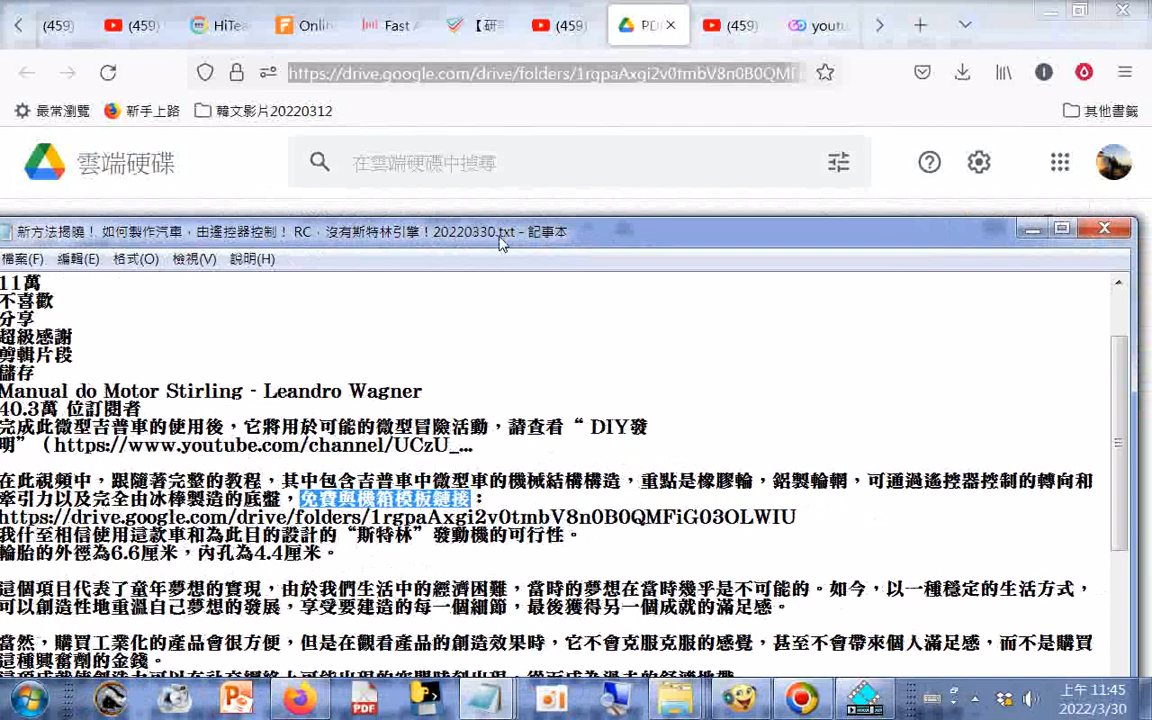 (459)
(459)
HiTea
Onlin
Fast A
【研
(459)
PD
(459)
youtu
https://drive.google.com/drive/folders/1rgpaAxgi2v0tmbV8n0B0QMF
最常瀏覽
新手上路
韓文影片20220312
其他書籤
雲端硬碟
在雲端硬碟中搜尋
新方法揭曉！ 如何製作汽車，由遙控器控制！ RC，沒有斯特林引擎！20220330.txt - 記事本
檔案(F) 編輯(E) 格式(O) 檢視(V) 說明(H)
11萬
不喜歡
分享
超級感謝
剪輯片段
儲存
Manual do Motor Stirling - Leandro Wagner
40.3萬 位訂閱者
完成此微型吉普車的使用後，它將用於可能的微型冒險活動，請查看“ DIY發
明”（https://www.youtube.com/channel/UCzU_...
在此視頻中，跟隨著完整的教程，其中包含吉普車中微型車的機械結構構造，重點是橡膠輪，鋁製輪輞，可通過遙控器控制的轉向和
牽引力以及完全由冰棒製造的底盤，免費與機箱模板鏈接：
https://drive.google.com/drive/folders/1rgpaAxgi2v0tmbV8n0B0QMFiG03OLWIU
我什至相信使用這款車和為此目的設計的“斯特林”發動機的可行性。
輪胎的外徑為6.6厘米，內孔為4.4厘米。
這個項目代表了童年夢想的實現，由於我們生活中的經濟困難，當時的夢想在當時幾乎是不可能的。如今，以一種穩定的生活方式，
可以創造性地重溫自己夢想的發展，享受要建造的每一個細節，最後獲得另一個成就的滿足感。
當然，購買工業化的產品會很方便，但是在觀看產品的創造效果時，它不會克服克服的感覺，甚至不會帶來個人滿足感，而不是購買
這種興奮劑的金錢。
上午 11:45
2022/3/30